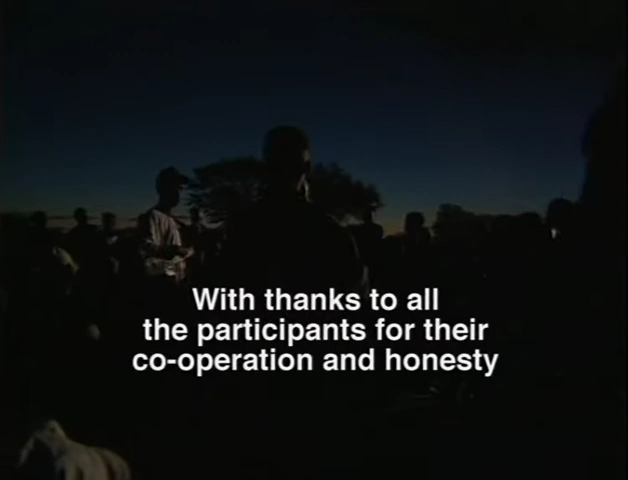 With thanks to all
the participants for their
co-operation and honesty